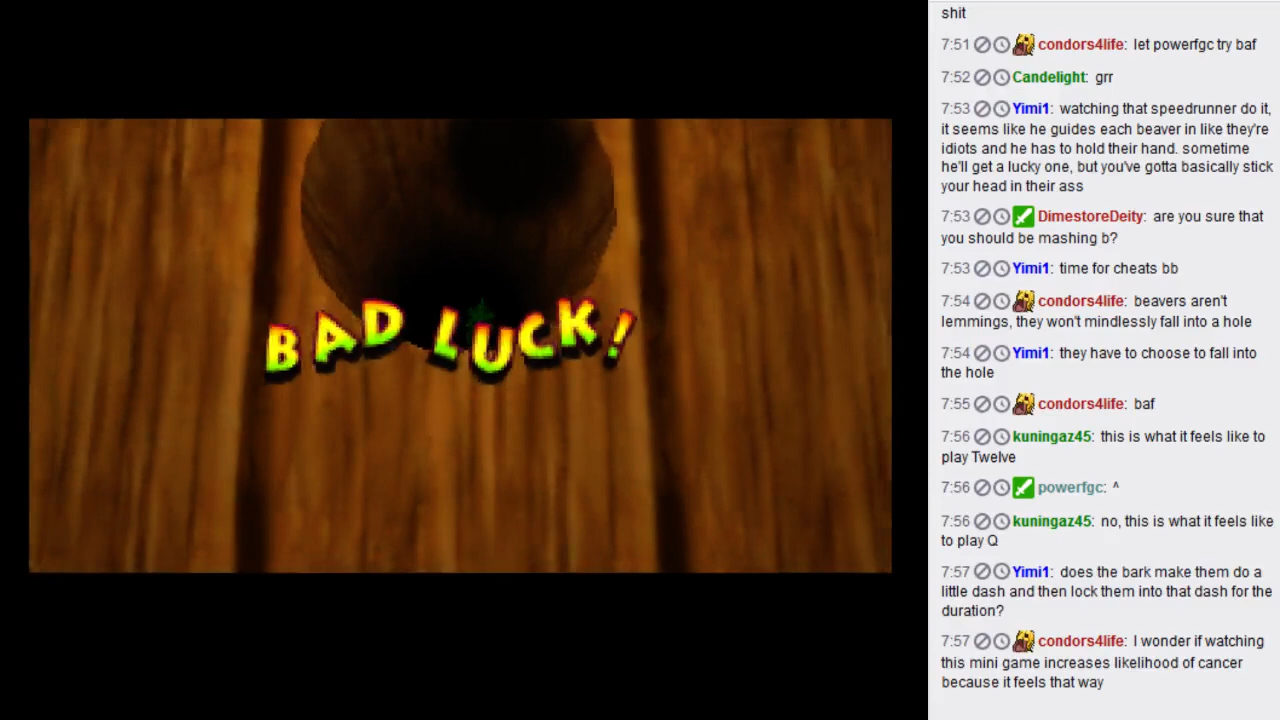 BAD LUCK!
shit
7:51 condors4life: let powerfgc try baf
7:52 Candelight: grr
7:53 Yimi1: watching that speedrunner do it,
it seems like he guides each beaver in like they're
idiots and he has to hold their hand. sometime
he'll get a lucky one, but you've gotta basically stick
your head in their ass
7:53 DimestoreDeity: are you sure that
you should be mashing b?
7:53 Yimi1: time for cheats bb
7:54 condors4life: beavers aren't
lemmings, they won't mindlessly fall into a hole
7:54 Yimi1: they have to choose to fall into
the hole
7:55 condors4life: baf
7:56 kuningaz45: this is what it feels like to
play Twelve
7:56 powerfgc: ^
7:56 kuningaz45: no, this is what it feels like
to play Q
7:57 Yimi1: does the bark make them do a
little dash and then lock them into that dash for the
duration?
7:57 condors4life: I wonder if watching
this mini game increases likelihood of cancer
because it feels that way